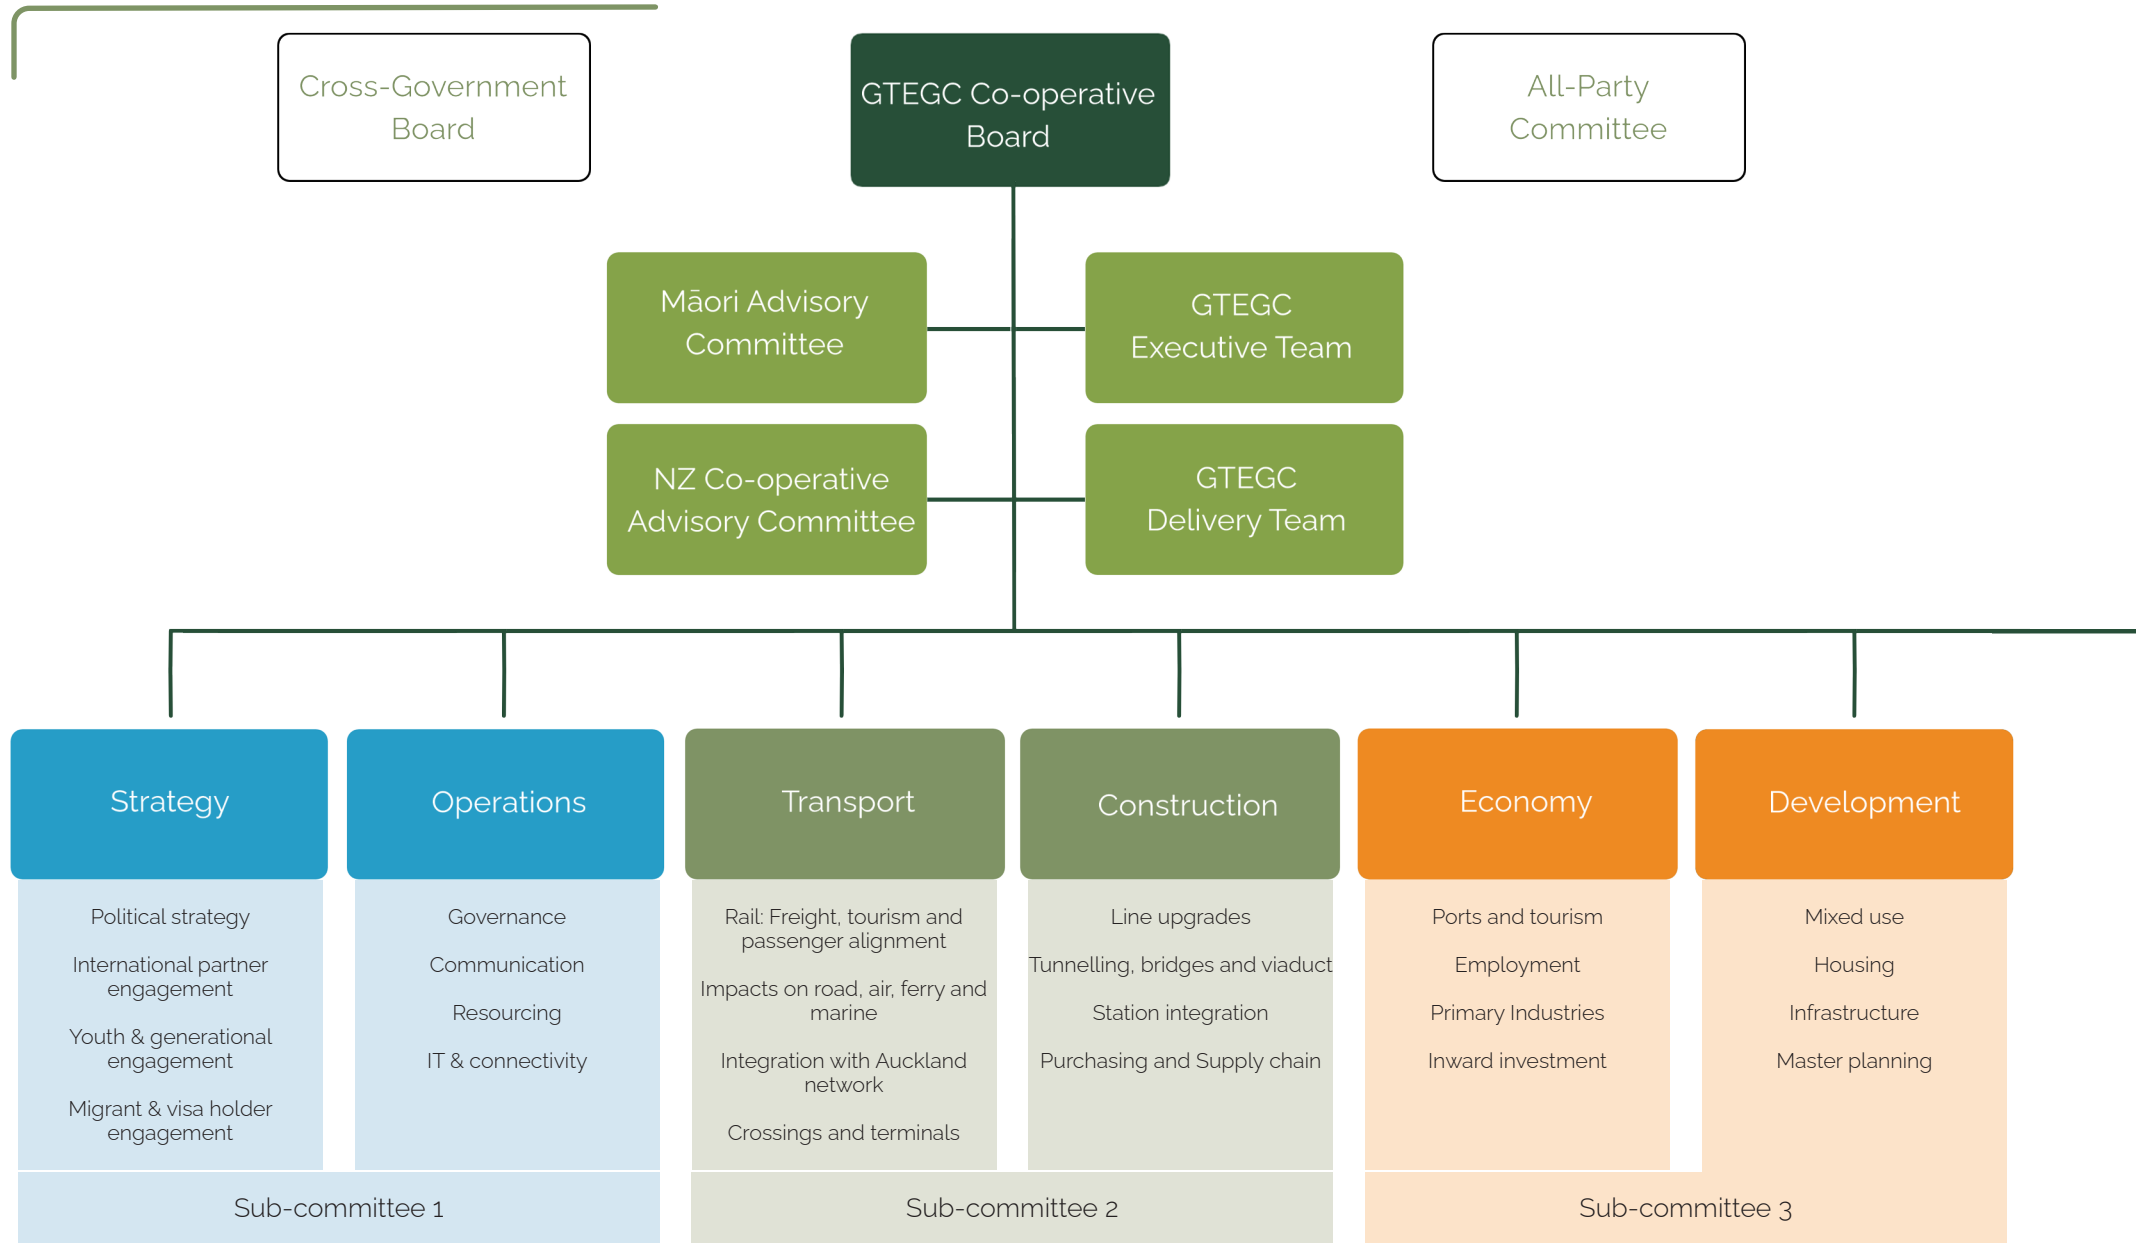 Cross-Government
Board
GTEGC Co-operative
Board
All-Party
Committee
Māori Advisory
Committee
GTEGC
Executive Team
NZ Co-operative
Advisory Committee
GTEGC
Delivery Team
Strategy
Political strategy
International partner
engagement
Youth & generational
engagement
Migrant & visa holder
engagement
Operations
Governance
Communication
Resourcing
IT & connectivity
Sub-committee 1
Transport
Rail: Freight, tourism and
passenger alignment
Impacts on road, air, ferry and
marine
Integration with Auckland
network
Crossings and terminals
Construction
Line upgrades
Tunnelling, bridges and viaduct
Station integration
Purchasing and Supply chain
Sub-committee 2
Economy
Ports and tourism
Employment
Primary Industries
Inward investment
Development
Mixed use
Housing
Infrastructure
Master planning
Sub-committee 3